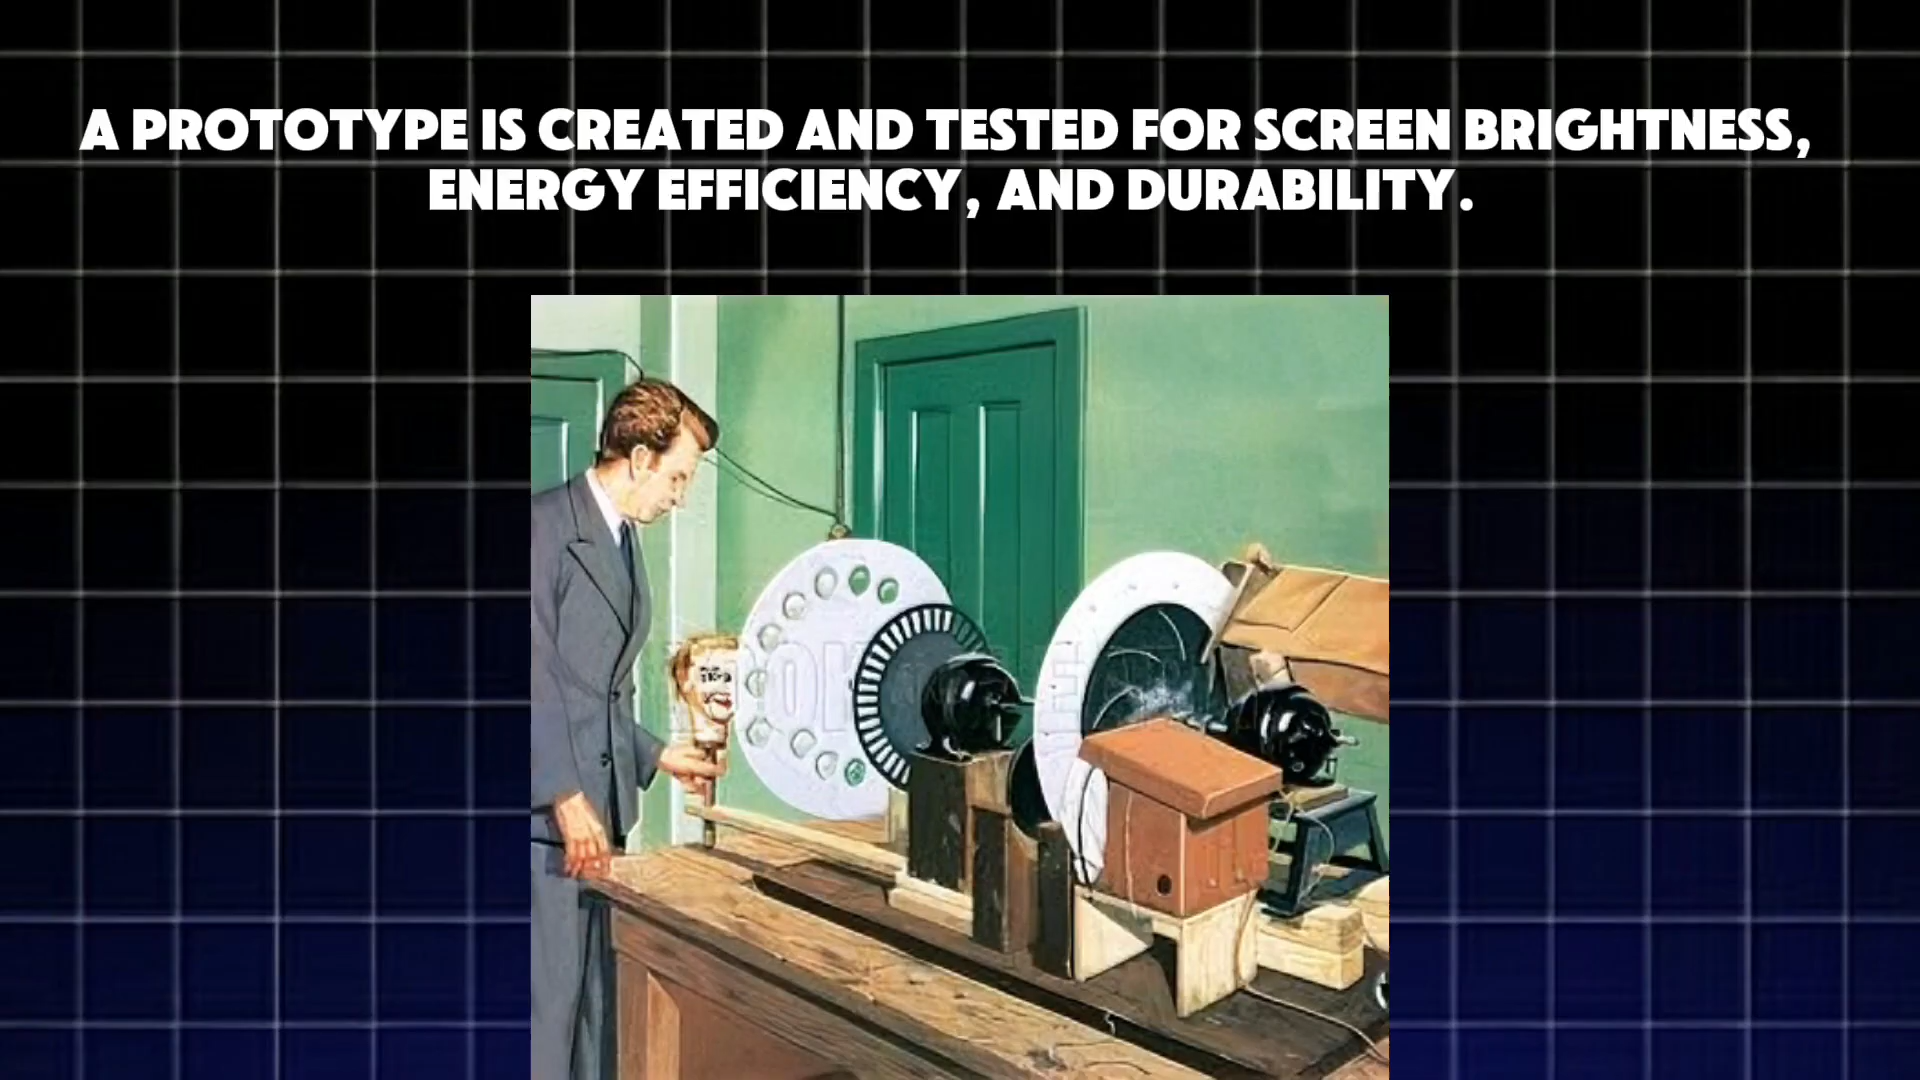 A PROTOTYPE IS CREATED AND TESTED FOR SCREEN BRIGHTNESS,
ENERGY EFFICIENCY, AND DURABILITY.